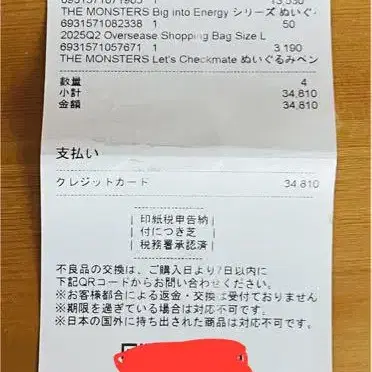 6931571071985 1 13,530
THE MONSTERS Big into Energy シリーズ ぬいぐ
6931571082338 1 50
2025Q2 Oversease Shopping Bag Size L
6931571057671 1 3,190
THE MONSTERS Let's Checkmate ぬいぐるみペン
数量 4
小計 34,810
金額 34,810
支払い
クレジットカード 34,810
印紙税申告納
付につき芝
税務署承認済
不良品の交換は、ご購入日より7日以内に
下記QRコードからお問い合わせください。
※お客様都合による返金・交換は受付ておりません
※期限を過ぎている場合は対応不可です.
※日本の国外に持ち出された商品は対応不可です.